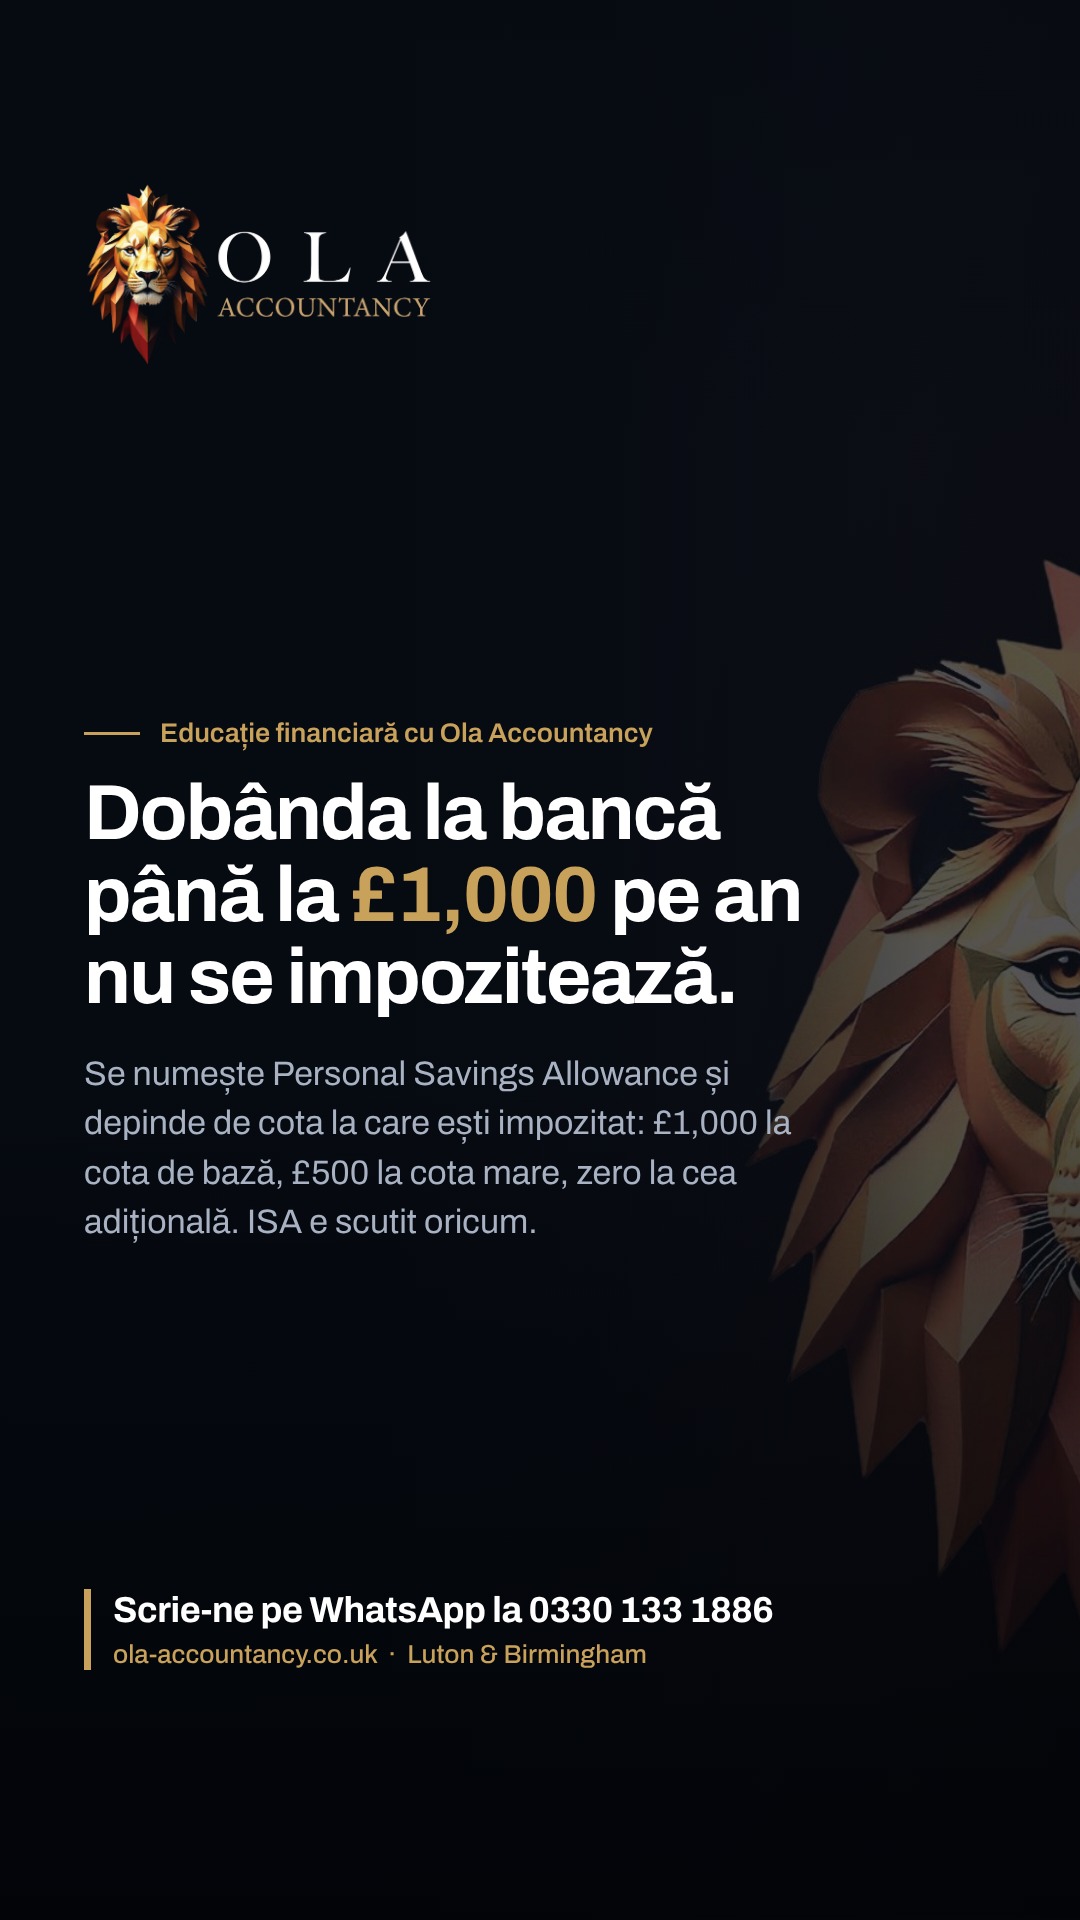 OLA
ACCOUNTANCY
Educație financiară cu Ola Accountancy
Dobânda la bancă
până la £1,000 pe an
nu se impozitează.
Se numește Personal Savings Allowance și
depinde de cota la care ești impozitat: £1,000 la
cota de bază, £500 la cota mare, zero la cea
adițională. ISA e scutit oricum.
Scrie-ne pe WhatsApp la 0330 133 1886
ola-accountancy.co.uk · Luton & Birmingham